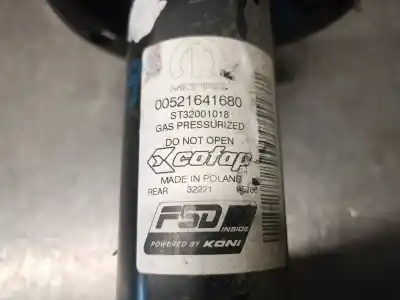 MOPAR
00521641680
ST32001018
GAS PRESSURIZED
DO NOT OPEN
cofap
MADE IN POLAND
REAR 32221
FSD INSIDE
POWERED BY KONI